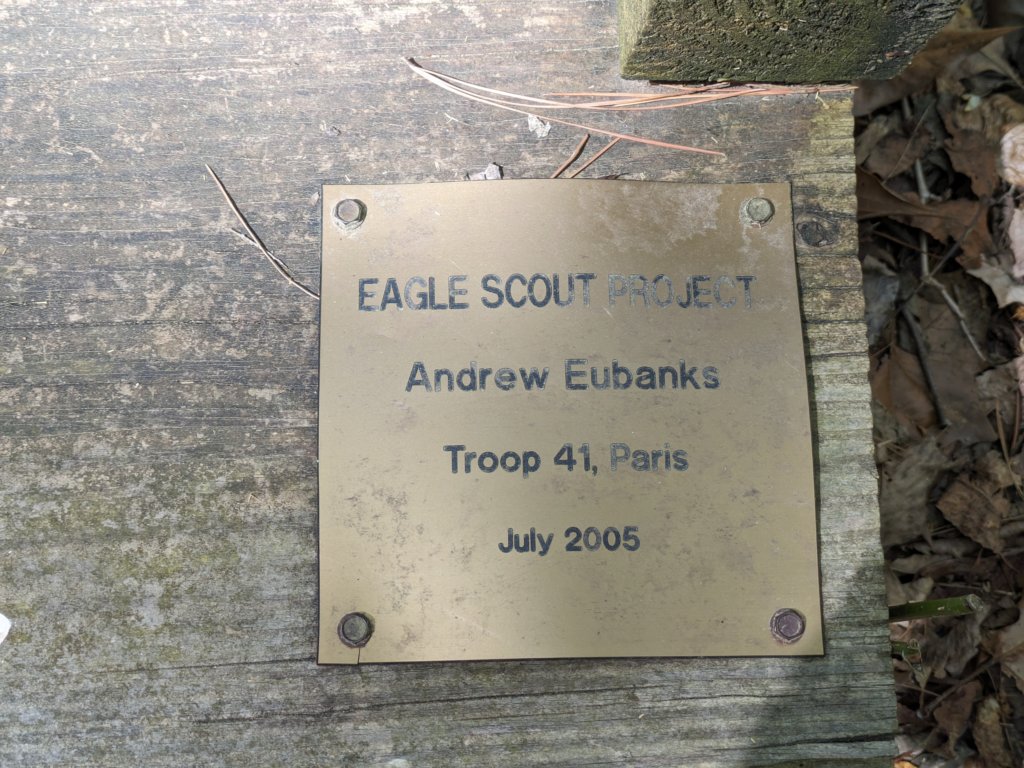 EAGLE SCOUT PROJECT
Andrew Eubanks
Troop 41, Paris
July 2005